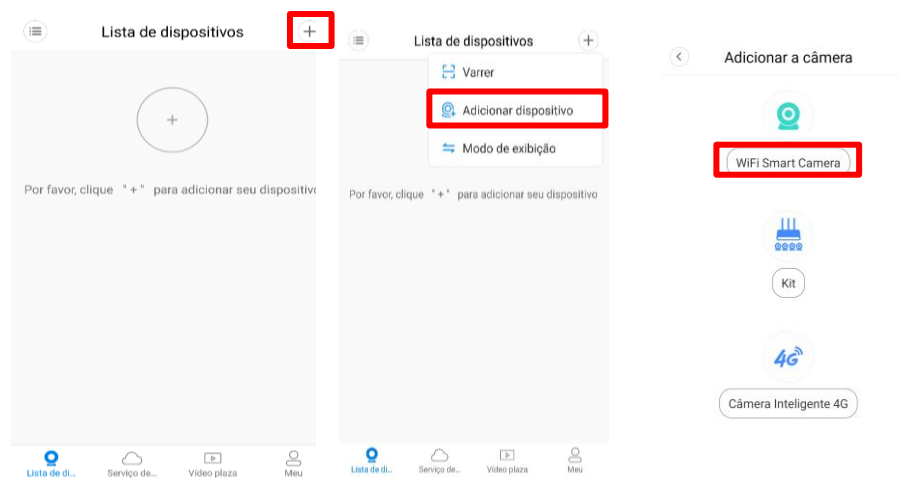 Lista de dispositivos
+
+
Por favor, clique " + " para adicionar seu dispositivo
Lista de di...
Serviço de...
Vídeo plaza
Meu
Lista de dispositivos
+
Varrer
Adicionar dispositivo
Modo de exibição
Por favor, clique " + " para adicionar seu dispositivo
Lista de di...
Serviço de...
Vídeo plaza
Meu
Adicionar a câmera
WiFi Smart Camera
Kit
4G
Câmera Inteligente 4G